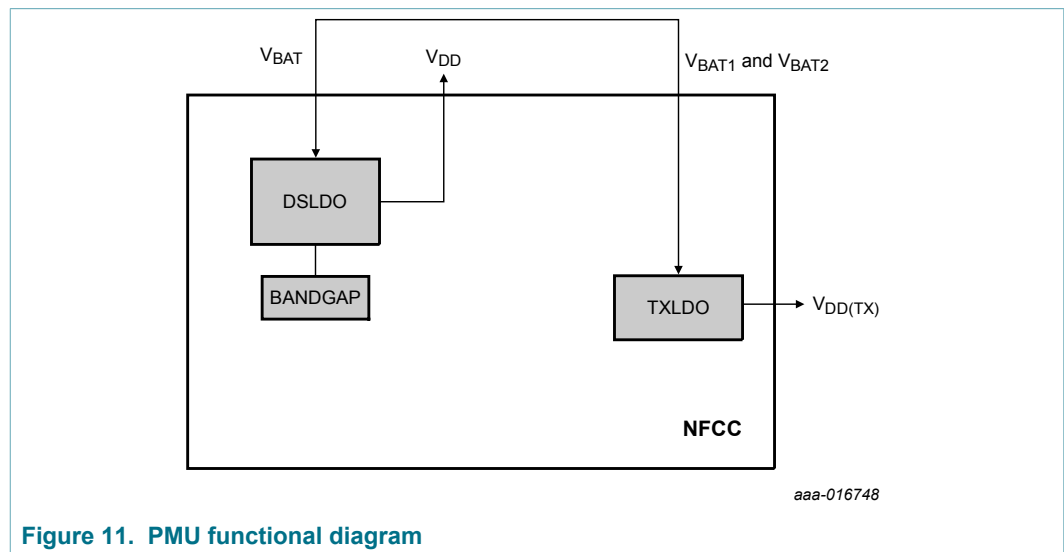 VBAT
VDD
VBAT1 and VBAT2
DSLDO
BANDGAP
TXLDO
VDD(TX)
NFCC
aaa-016748
Figure 11. PMU functional diagram